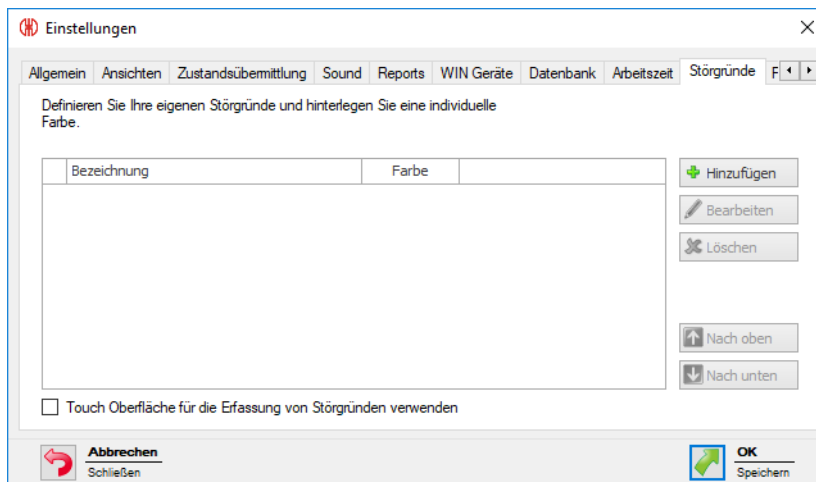 Einstellungen
Allgemein Ansichten Zustandsübermittlung Sound Reports WIN Geräte Datenbank Arbeitszeit Störgründe F
Definieren Sie Ihre eigenen Störgründe und hinterlegen Sie eine individuelle
Farbe.
Bezeichnung Farbe
Hinzufügen
Bearbeiten
Löschen
Nach oben
Nach unten
Touch Oberfläche für die Erfassung von Störgründen verwenden
Abbrechen
Schließen
OK
Speichern